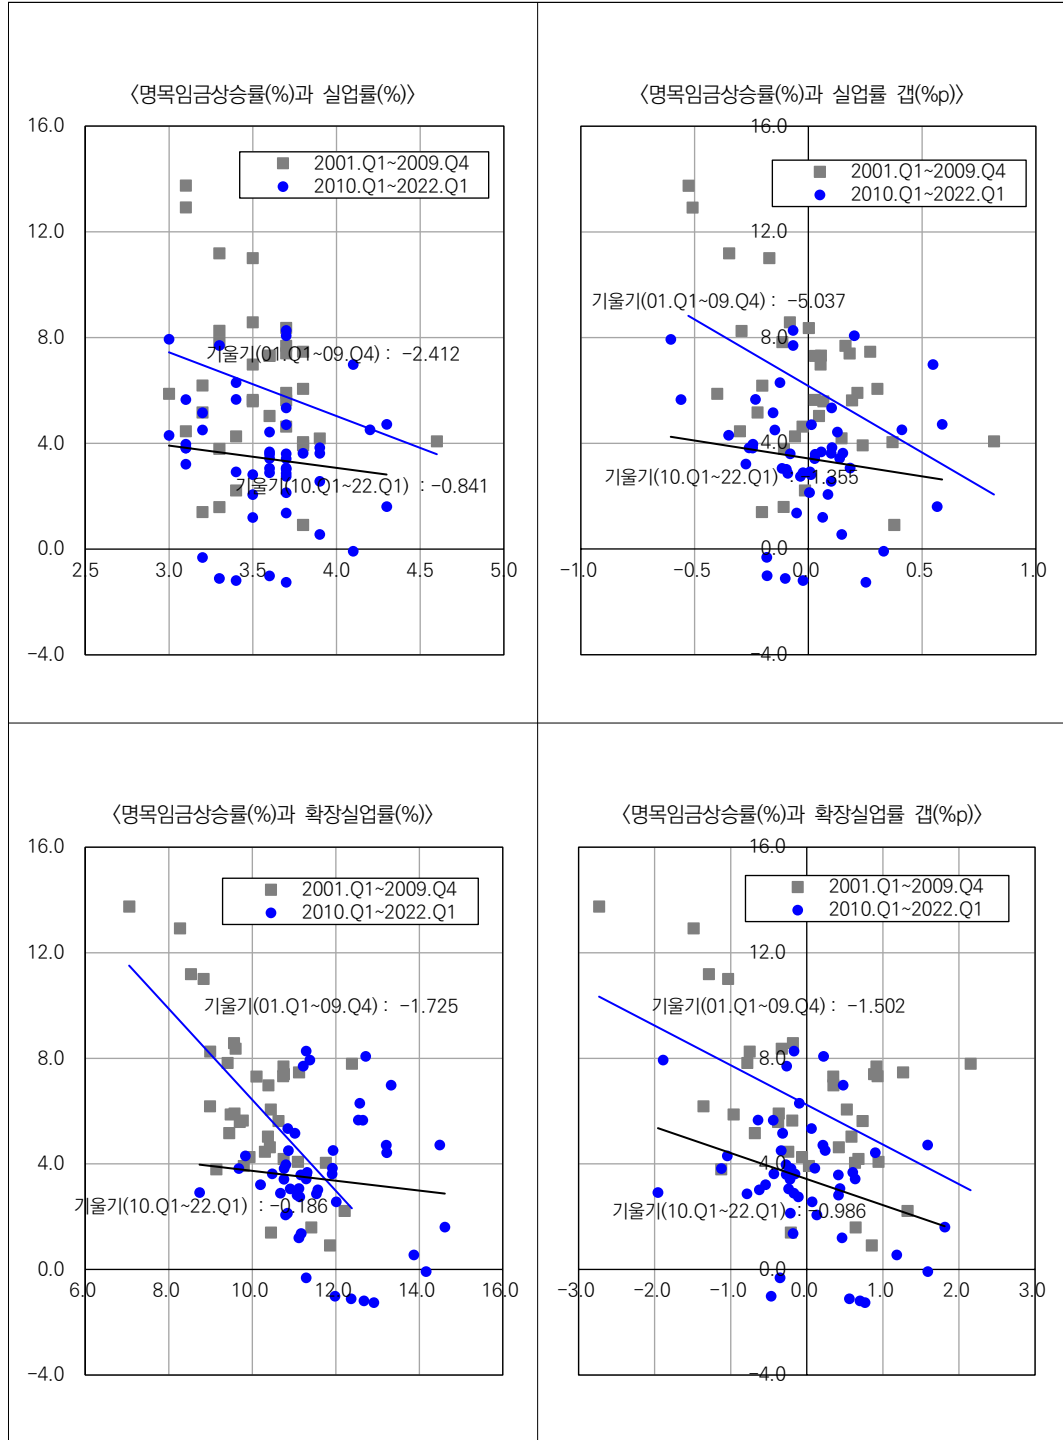 〈명목임금상승률(%)과 실업률(%)〉
16.0
2001.Q1~2009.Q4
2010.Q1~2022.Q1
12.0
8.0
기울기(01.Q1~09.Q4) : −2.412
4.0
기울기(10.Q1~22.Q1) : −0.841
0.0
2.5 3.0 3.5 4.0 4.5 5.0
−4.0
〈명목임금상승률(%)과 실업률 갭(%p)〉
16.0
2001.Q1~2009.Q4
2010.Q1~2022.Q1
12.0
기울기(01.Q1~09.Q4) : −5.037
8.0
4.0
기울기(10.Q1~22.Q1) : −1.355
0.0
−1.0 −0.5 0.0 0.5 1.0
−4.0
〈명목임금상승률(%)과 확장실업률(%)〉
16.0
2001.Q1~2009.Q4
2010.Q1~2022.Q1
12.0
기울기(01.Q1~09.Q4) : −1.725
8.0
4.0
기울기(10.Q1~22.Q1) : −0.186
0.0
6.0 8.0 10.0 12.0 14.0 16.0
−4.0
〈명목임금상승률(%)과 확장실업률 갭(%p)〉
16.0
2001.Q1~2009.Q4
2010.Q1~2022.Q1
12.0
기울기(01.Q1~09.Q4) : −1.502
8.0
4.0
기울기(10.Q1~22.Q1) : −0.986
0.0
−3.0 −2.0 −1.0 0.0 1.0 2.0 3.0
−4.0